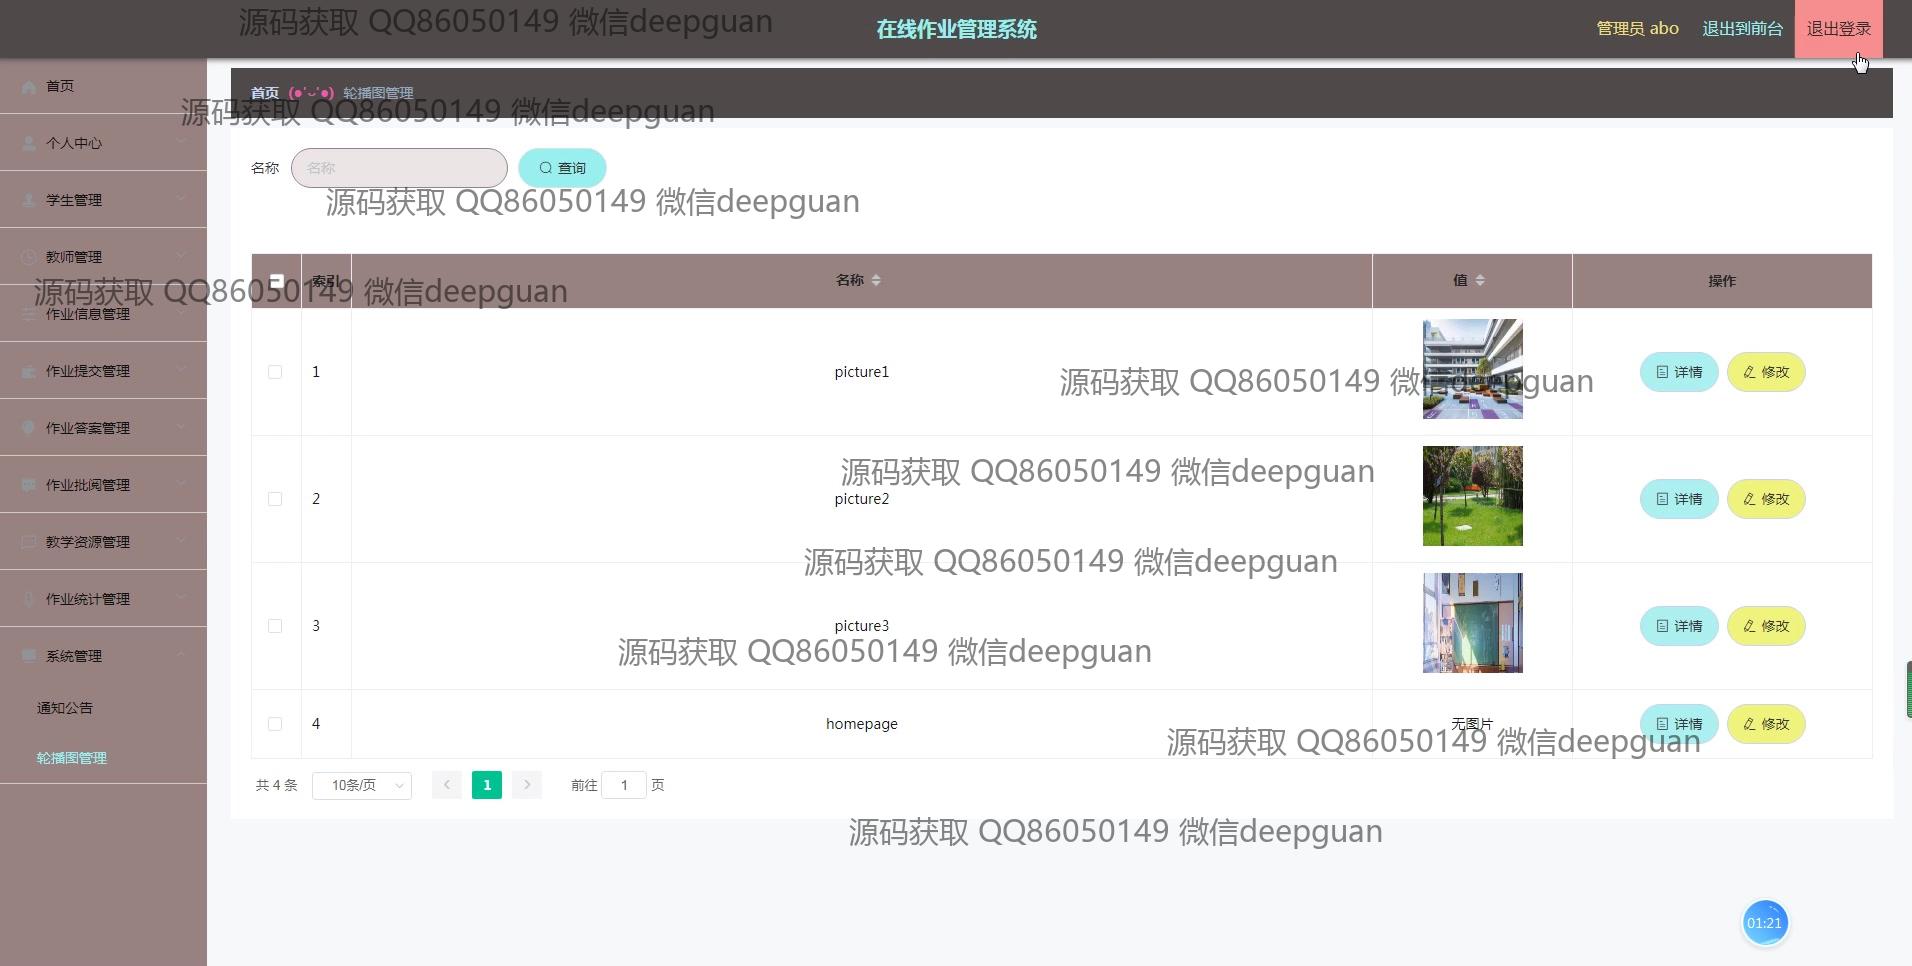 源码获取 QQ86050149 微信deepguan
在线作业管理系统
管理员 abo
退出到前台
退出登录
首页
个人中心
学生管理
教师管理
作业信息管理
作业提交管理
作业答案管理
作业批阅管理
教学资源管理
作业统计管理
系统管理
通知公告
轮播图管理
首页 (●'◡'●) 轮播图管理
源码获取 QQ86050149 微信deepguan
名称 名称 查询
源码获取 QQ86050149 微信deepguan
索引 名称 值 操作
源码获取 QQ86050149 微信deepguan
1 picture1 详情 修改
源码获取 QQ86050149 微信deepguan
源码获取 QQ86050149 微信deepguan
2 picture2 详情 修改
源码获取 QQ86050149 微信deepguan
3 picture3 详情 修改
源码获取 QQ86050149 微信deepguan
4 homepage 无图片 详情 修改
源码获取 QQ86050149 微信deepguan
共 4 条 10条/页 1 前往 1 页
源码获取 QQ86050149 微信deepguan
01:21